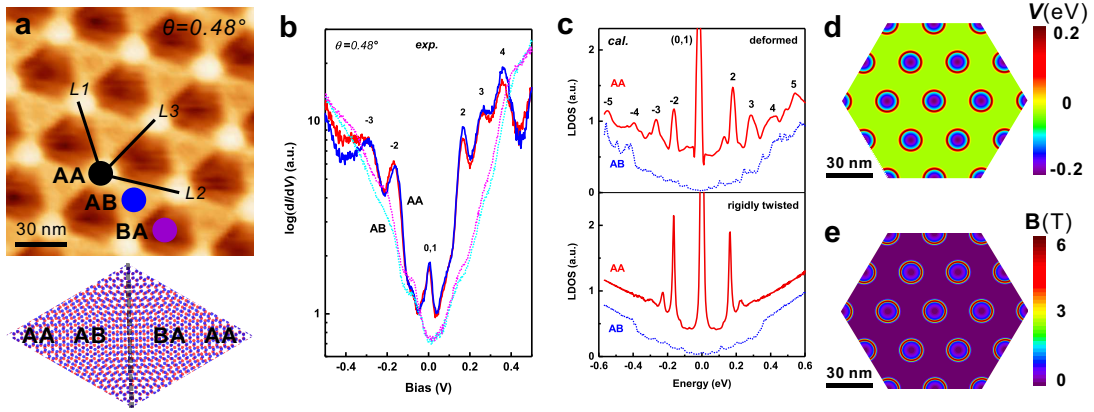 a
θ=0.48°
L1
L3
AA
L2
AB
BA
30 nm
AA AB BA AA
b
θ=0.48° exp.
4
3
2
-3
-2
AA
AB
0,1
10
1
log(dI/dV) (a.u.)
-0.4 -0.2 0.0 0.2 0.4
Bias (V)
c
cal. (0,1) deformed
AA
-5 -4 -3 -2 2 3 4 5
AB
2
1
0
LDOS (a.u.)
rigidly twisted
AA
AB
2
1
0
LDOS (a.u.)
-0.6 -0.4 -0.2 0.0 0.2 0.4 0.6
Energy (eV)
d
V(eV)
0.2
0
-0.2
30 nm
e
B(T)
6
3
0
30 nm